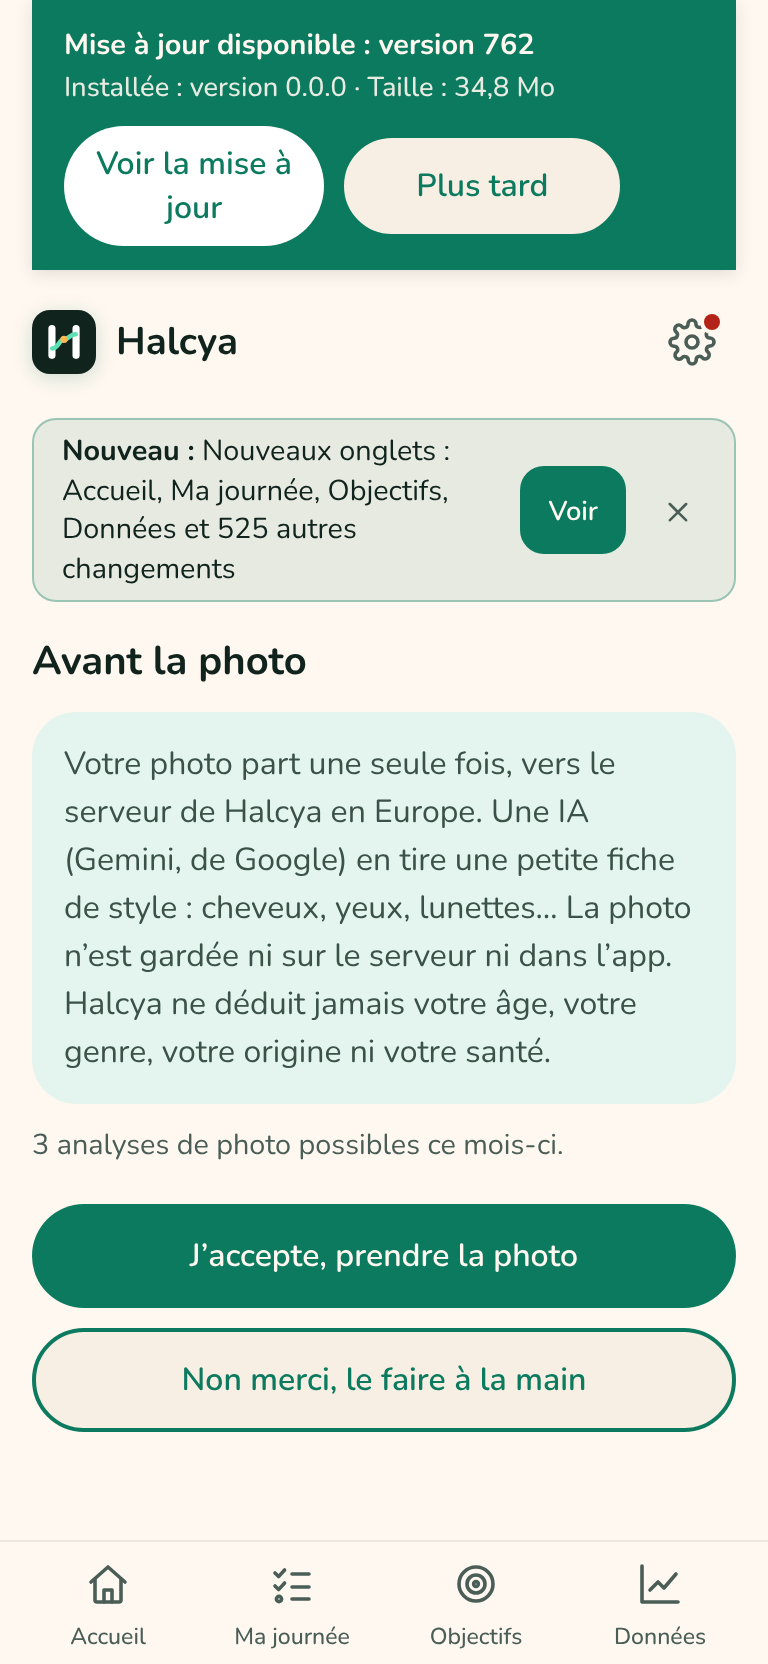 Mise à jour disponible : version 762
Installée : version 0.0.0 · Taille : 34,8 Mo
Voir la mise à
jour
Plus tard
Halcya
Nouveau : Nouveaux onglets :
Accueil, Ma journée, Objectifs,
Données et 525 autres
changements
Voir
Avant la photo
Votre photo part une seule fois, vers le
serveur de Halcya en Europe. Une IA
(Gemini, de Google) en tire une petite fiche
de style : cheveux, yeux, lunettes… La photo
n’est gardée ni sur le serveur ni dans l’app.
Halcya ne déduit jamais votre âge, votre
genre, votre origine ni votre santé.
3 analyses de photo possibles ce mois-ci.
J’accepte, prendre la photo
Non merci, le faire à la main
Accueil
Ma journée
Objectifs
Données